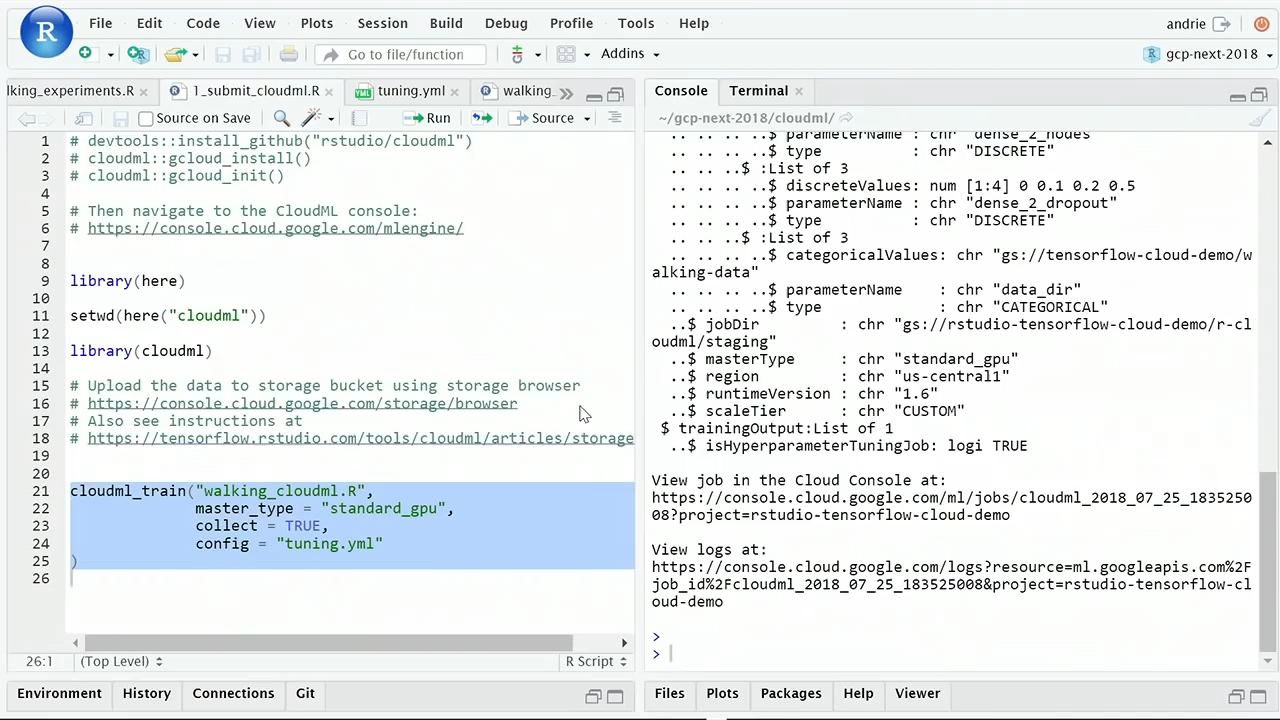 File Edit Code View Plots Session Build Debug Profile Tools Help
andrie
R
Go to file/function
Addins
gcp-next-2018
lking_experiments.R
1_submit_cloudml.R
tuning.yml
walking_
Source on Save
Run
Source
1 # devtools::install_github("rstudio/cloudml")
2 # cloudml::gcloud_install()
3 # cloudml::gcloud_init()
4
5 # Then navigate to the CloudML console:
6 # https://console.cloud.google.com/mlengine/
7
8
9 library(here)
10
11 setwd(here("cloudml"))
12
13 library(cloudml)
14
15 # Upload the data to storage bucket using storage browser
16 # https://console.cloud.google.com/storage/browser
17 # Also see instructions at
18 # https://tensorflow.rstudio.com/tools/cloudml/articles/storage
19
20
21 cloudml_train("walking_cloudml.R",
22 master_type = "standard_gpu",
23 collect = TRUE,
24 config = "tuning.yml"
25 )
26
26:1 (Top Level)
R Script
Environment History Connections Git
Console Terminal
~/gcp-next-2018/cloudml/
.. .. .. ..$ parameterName : chr "dense_2_nodes"
.. .. .. ..$ type : chr "DISCRETE"
.. .. ..$ :List of 3
.. .. .. ..$ discreteValues: num [1:4] 0 0.1 0.2 0.5
.. .. .. ..$ parameterName : chr "dense_2_dropout"
.. .. .. ..$ type : chr "DISCRETE"
.. .. ..$ :List of 3
.. .. .. ..$ categoricalValues: chr "gs://tensorflow-cloud-demo/w
alking-data"
.. .. .. ..$ parameterName : chr "data_dir"
.. .. .. ..$ type : chr "CATEGORICAL"
..$ jobDir : chr "gs://rstudio-tensorflow-cloud-demo/r-cl
oudml/staging"
..$ masterType : chr "standard_gpu"
..$ region : chr "us-central1"
..$ runtimeVersion : chr "1.6"
..$ scaleTier : chr "CUSTOM"
$ trainingOutput:List of 1
..$ isHyperparameterTuningJob: logi TRUE
View job in the Cloud Console at:
https://console.cloud.google.com/ml/jobs/cloudml_2018_07_25_1835250
08?project=rstudio-tensorflow-cloud-demo
View logs at:
https://console.cloud.google.com/logs?resource=ml.googleapis.com%2F
job_id%2Fcloudml_2018_07_25_183525008&project=rstudio-tensorflow-cl
oud-demo
>
>
Files Plots Packages Help Viewer